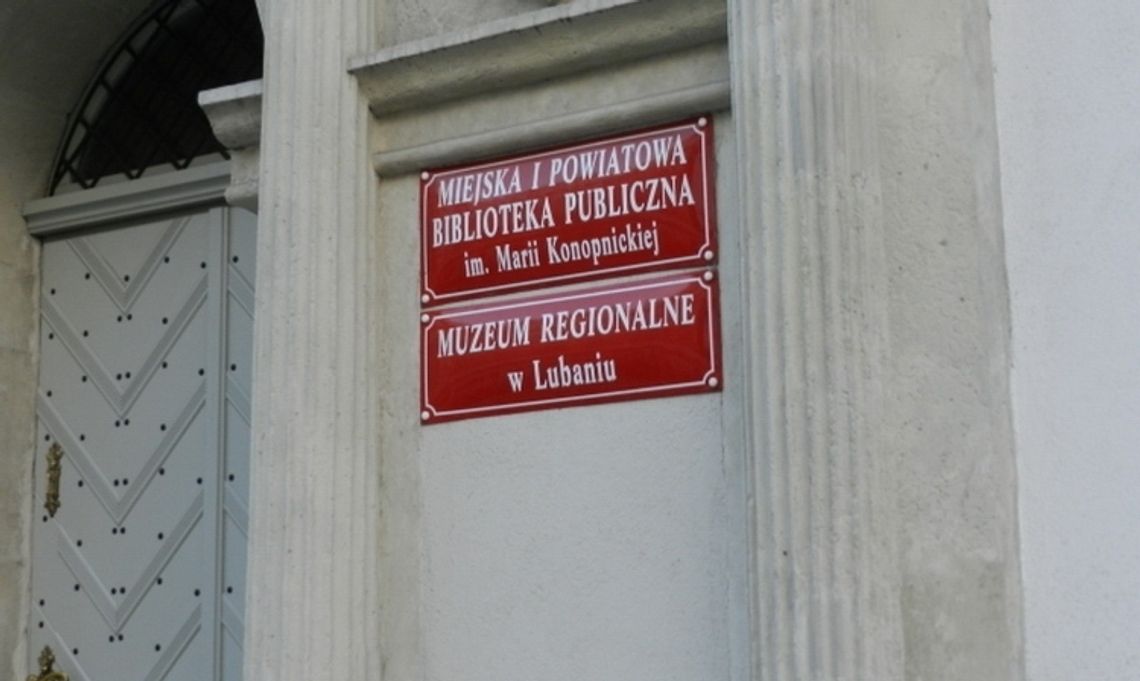 MIEJSKA I POWIATOWA
BIBLIOTEKA PUBLICZNA
im. Marii Konopnickiej
MUZEUM REGIONALNE
w Lubaniu